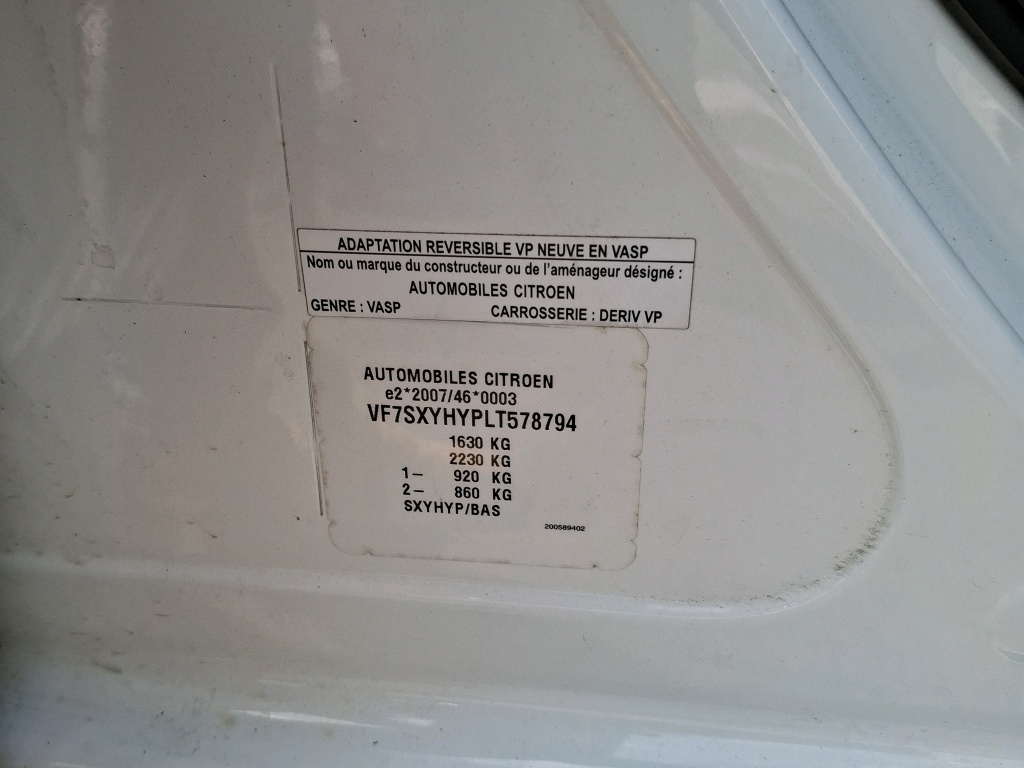 ADAPTATION REVERSIBLE VP NEUVE EN VASP
Nom ou marque du constructeur ou de l'aménageur désigné :
AUTOMOBILES CITROEN
GENRE : VASP CARROSSERIE : DERIV VP
AUTOMOBILES CITROEN
e2*2007/46*0003
VF7SXYHYPLT578794
1630 KG
2230 KG
1– 920 KG
2– 860 KG
SXYHYP/BAS
200589402